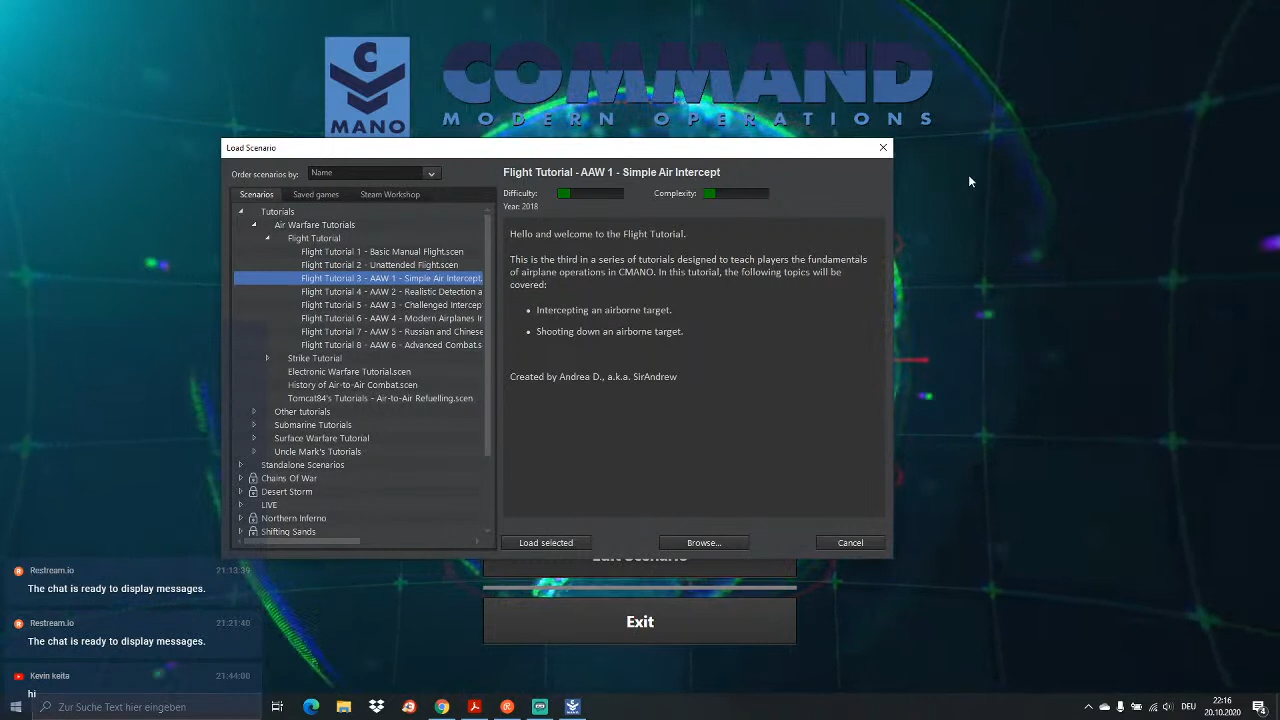 C
MANO
COMMAND
MODERN OPERATIONS
Load Scenario
Order scenarios by:
Name
Scenarios
Saved games
Steam Workshop
Tutorials
Air Warfare Tutorials
Flight Tutorial
Flight Tutorial 1 - Basic Manual Flight.scen
Flight Tutorial 2 - Unattended Flight.scen
Flight Tutorial 3 - AAW 1 - Simple Air Intercept.
Flight Tutorial 4 - AAW 2 - Realistic Detection a
Flight Tutorial 5 - AAW 3 - Challenged Intercep
Flight Tutorial 6 - AAW 4 - Modern Airplanes In
Flight Tutorial 7 - AAW 5 - Russian and Chinese
Flight Tutorial 8 - AAW 6 - Advanced Combat.s
Strike Tutorial
Electronic Warfare Tutorial.scen
History of Air-to-Air Combat.scen
Tomcat84's Tutorials - Air-to-Air Refuelling.scen
Other tutorials
Submarine Tutorials
Surface Warfare Tutorial
Uncle Mark's Tutorials
Standalone Scenarios
Chains Of War
Desert Storm
LIVE
Northern Inferno
Shifting Sands
Flight Tutorial - AAW 1 - Simple Air Intercept
Difficulty:
Complexity:
Year: 2018
Hello and welcome to the Flight Tutorial.
This is the third in a series of tutorials designed to teach players the fundamentals
of airplane operations in CMANO. In this tutorial, the following topics will be
covered:
• Intercepting an airborne target.
• Shooting down an airborne target.
Created by Andrea D., a.k.a. SirAndrew
Load selected
Browse...
Cancel
Edit Scenario
Exit
Restream.io 21:13:39
The chat is ready to display messages.
Restream.io 21:21:40
The chat is ready to display messages.
Kevin keita 21:44:00
hi
Zur Suche Text hier eingeben
DEU
22:16
20.10.2020